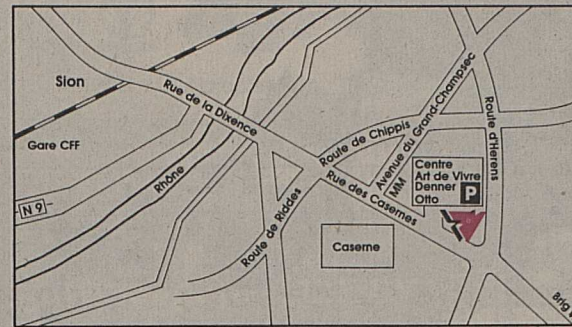 Sion
Rue de la Dixence
Gare CFF
Rhône
N 9
Route de Chippis
Avenue du Grand-Champsec
Route d'Herens
MM
Centre
Art de Vivre
Denner
Otto
P
Rue des Casernes
Route de Riddes
Caserne
Brig